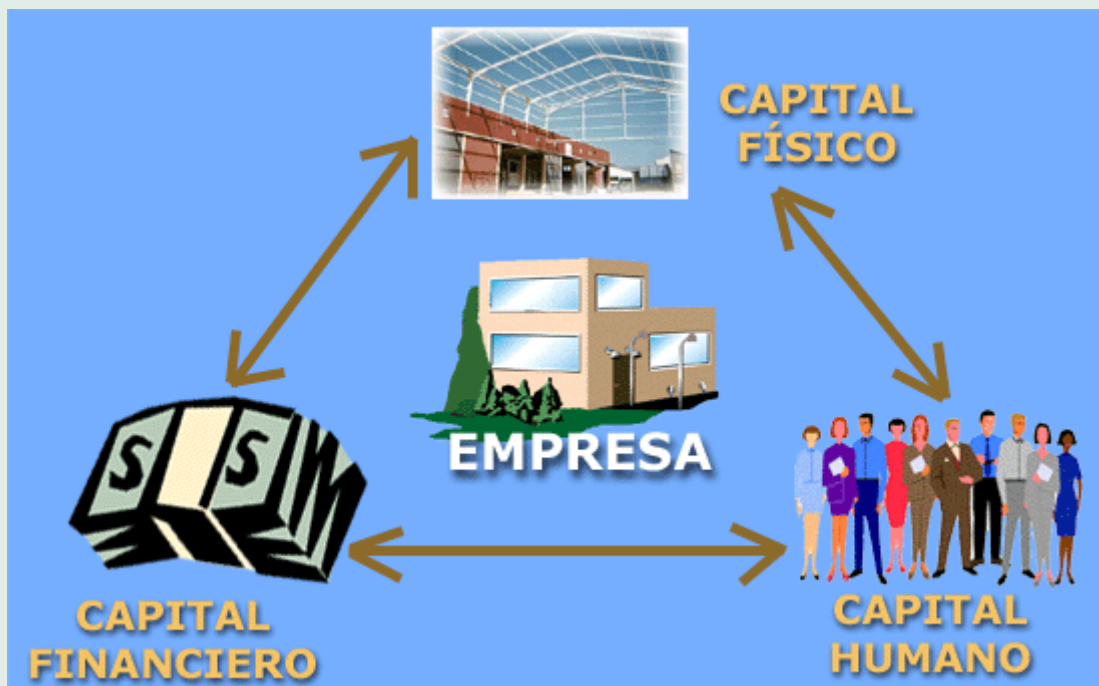 CAPITAL
FÍSICO
EMPRESA
CAPITAL
FINANCIERO
CAPITAL
HUMANO